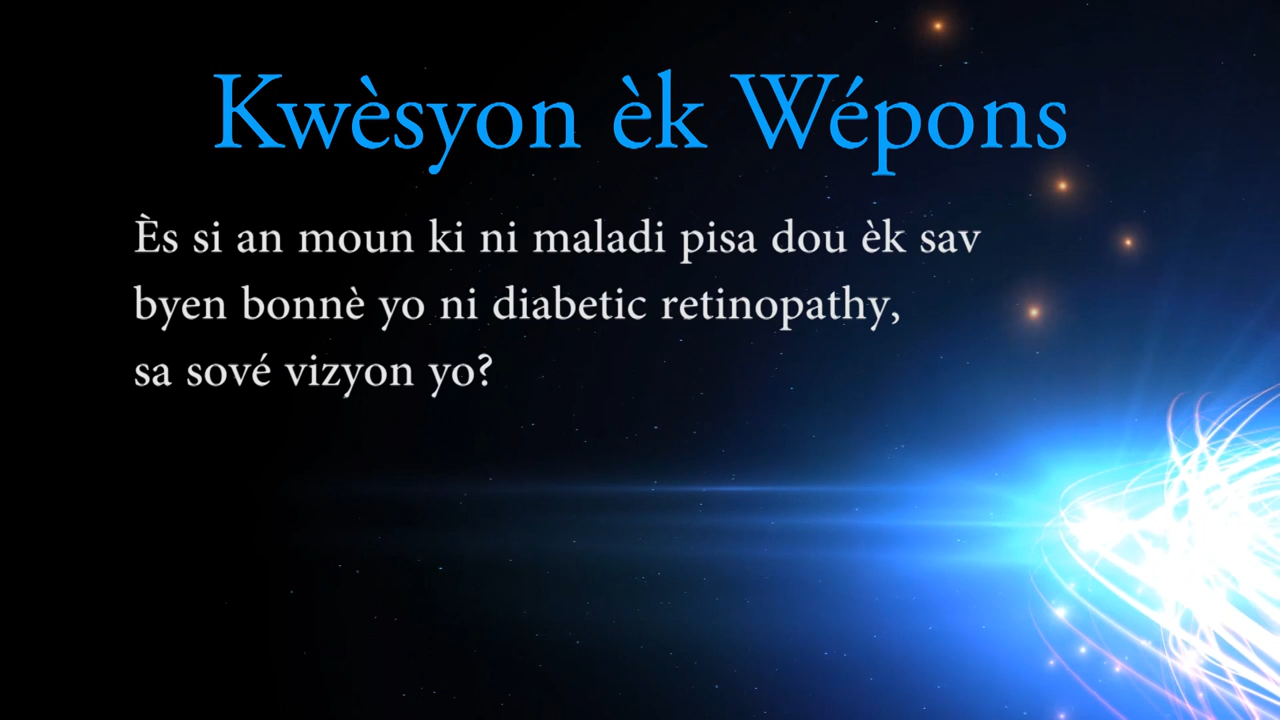 Kwèsyon èk Wépons
Ès si an moun ki ni maladi pisa dou èk sav
byen bonnè yo ni diabetic retinopathy,
sa sové vizyon yo?